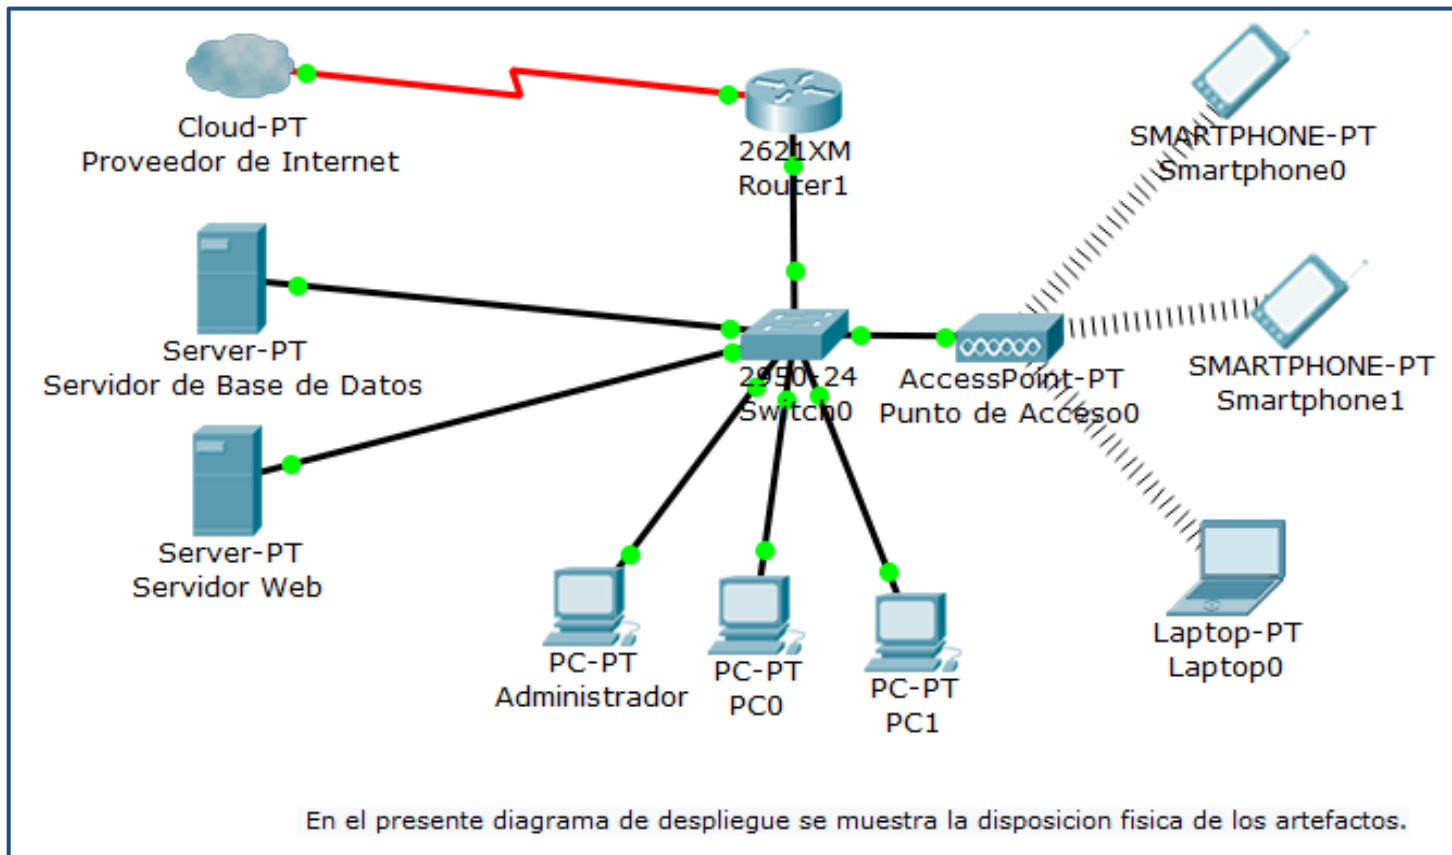 Cloud-PT
Proveedor de Internet
2621XM
Router1
SMARTPHONE-PT
Smartphone0
Server-PT
Servidor de Base de Datos
2950-24
Switch0
AccessPoint-PT
Punto de Acceso0
SMARTPHONE-PT
Smartphone1
Server-PT
Servidor Web
PC-PT
Administrador
PC-PT
PC0
PC-PT
PC1
Laptop-PT
Laptop0
En el presente diagrama de despliegue se muestra la disposicion fisica de los artefactos.